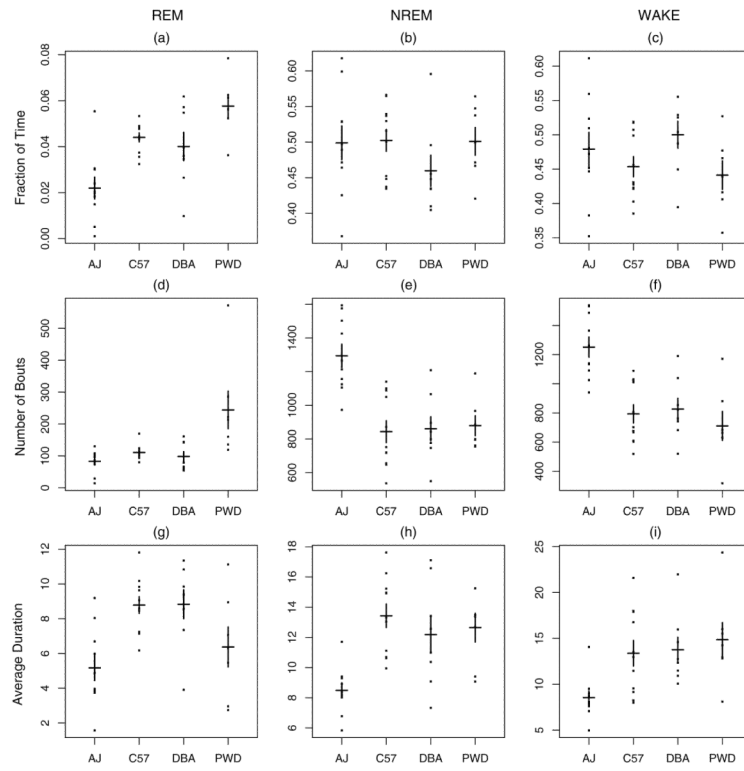 REM NREM WAKE
(a) (b) (c)
Fraction of Time
0.00 0.02 0.04 0.06 0.08
0.40 0.45 0.50 0.55 0.60
0.35 0.40 0.45 0.50 0.55 0.60
AJ C57 DBA PWD
AJ C57 DBA PWD
AJ C57 DBA PWD
(d) (e) (f)
Number of Bouts
0 100 200 300 400 500
600 800 1000 1400
400 600 800 1200
AJ C57 DBA PWD
AJ C57 DBA PWD
AJ C57 DBA PWD
(g) (h) (i)
Average Duration
2 4 6 8 10 12
6 8 10 12 14 16 18
5 10 15 20 25
AJ C57 DBA PWD
AJ C57 DBA PWD
AJ C57 DBA PWD